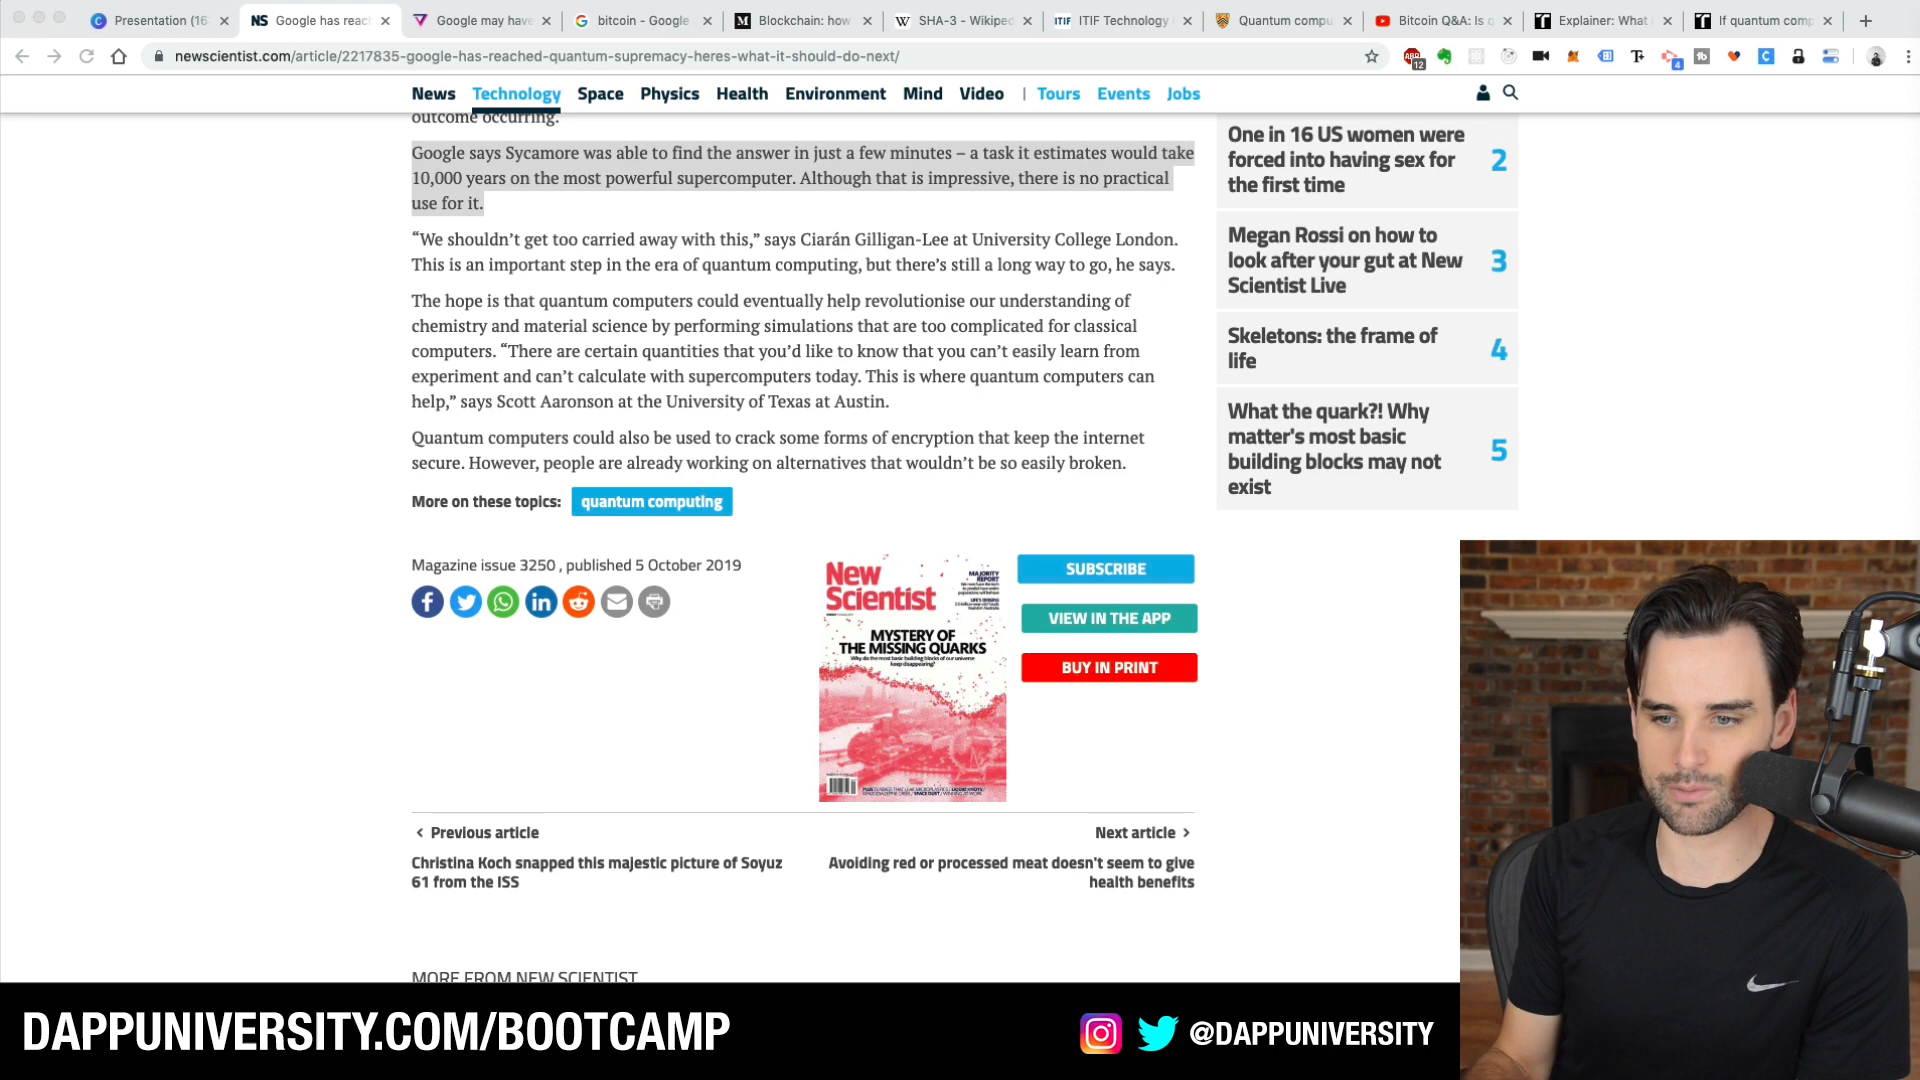 Presentation (16
Google has reac
Google may have
bitcoin - Google
Blockchain: how
SHA-3 - Wikiped
ITIF Technology
Quantum compu
Bitcoin Q&A: Is q
Explainer: What
If quantum comp
newscientist.com/article/2217835-google-has-reached-quantum-supremacy-heres-what-it-should-do-next/
News Technology Space Physics Health Environment Mind Video | Tours Events Jobs
outcome occurring.
Google says Sycamore was able to find the answer in just a few minutes – a task it estimates would take
10,000 years on the most powerful supercomputer. Although that is impressive, there is no practical
use for it.
“We shouldn’t get too carried away with this,” says Ciarán Gilligan-Lee at University College London.
This is an important step in the era of quantum computing, but there’s still a long way to go, he says.
The hope is that quantum computers could eventually help revolutionise our understanding of
chemistry and material science by performing simulations that are too complicated for classical
computers. “There are certain quantities that you’d like to know that you can’t easily learn from
experiment and can’t calculate with supercomputers today. This is where quantum computers can
help,” says Scott Aaronson at the University of Texas at Austin.
Quantum computers could also be used to crack some forms of encryption that keep the internet
secure. However, people are already working on alternatives that wouldn’t be so easily broken.
More on these topics: quantum computing
Magazine issue 3250 , published 5 October 2019
New
Scientist
MAJORITY
REPORT
MYSTERY OF
THE MISSING QUARKS
Why do the most basic building blocks of our universe
keep disappearing?
SUBSCRIBE
VIEW IN THE APP
BUY IN PRINT
< Previous article
Christina Koch snapped this majestic picture of Soyuz
61 from the ISS
Next article >
Avoiding red or processed meat doesn't seem to give
health benefits
MORE FROM NEW SCIENTIST
One in 16 US women were
forced into having sex for
the first time
2
Megan Rossi on how to
look after your gut at New
Scientist Live
3
Skeletons: the frame of
life
4
What the quark?! Why
matter's most basic
building blocks may not
exist
5
DAPPUNIVERSITY.COM/BOOTCAMP
@DAPPUNIVERSITY